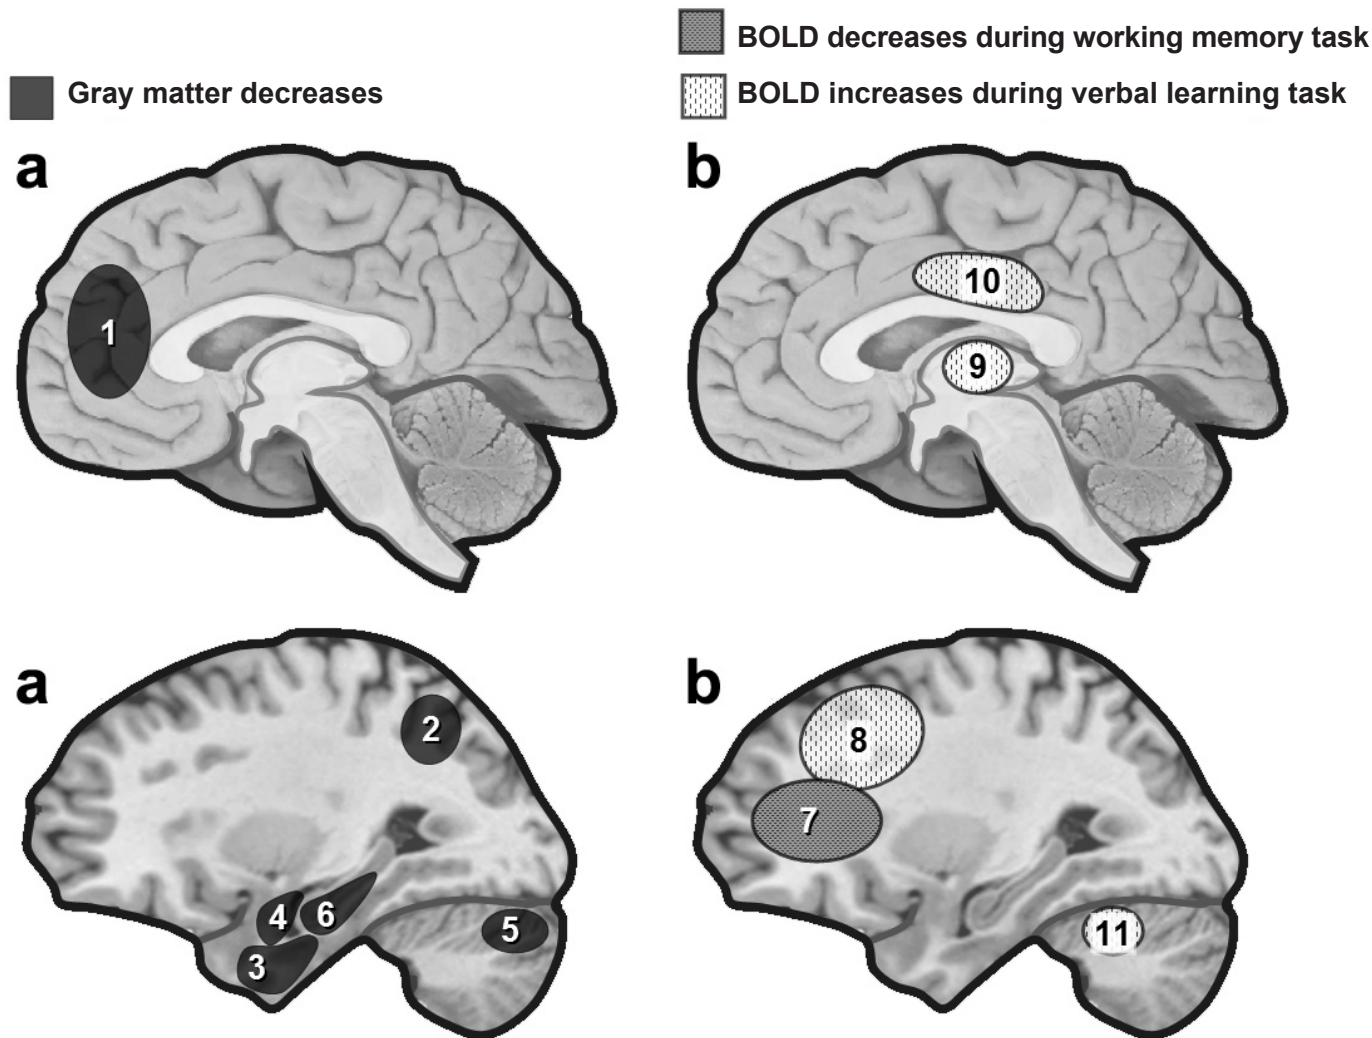 BOLD decreases during working memory task
Gray matter decreases
BOLD increases during verbal learning task
a
b
1
10
9
a
b
2
4
6
3
5
8
7
11